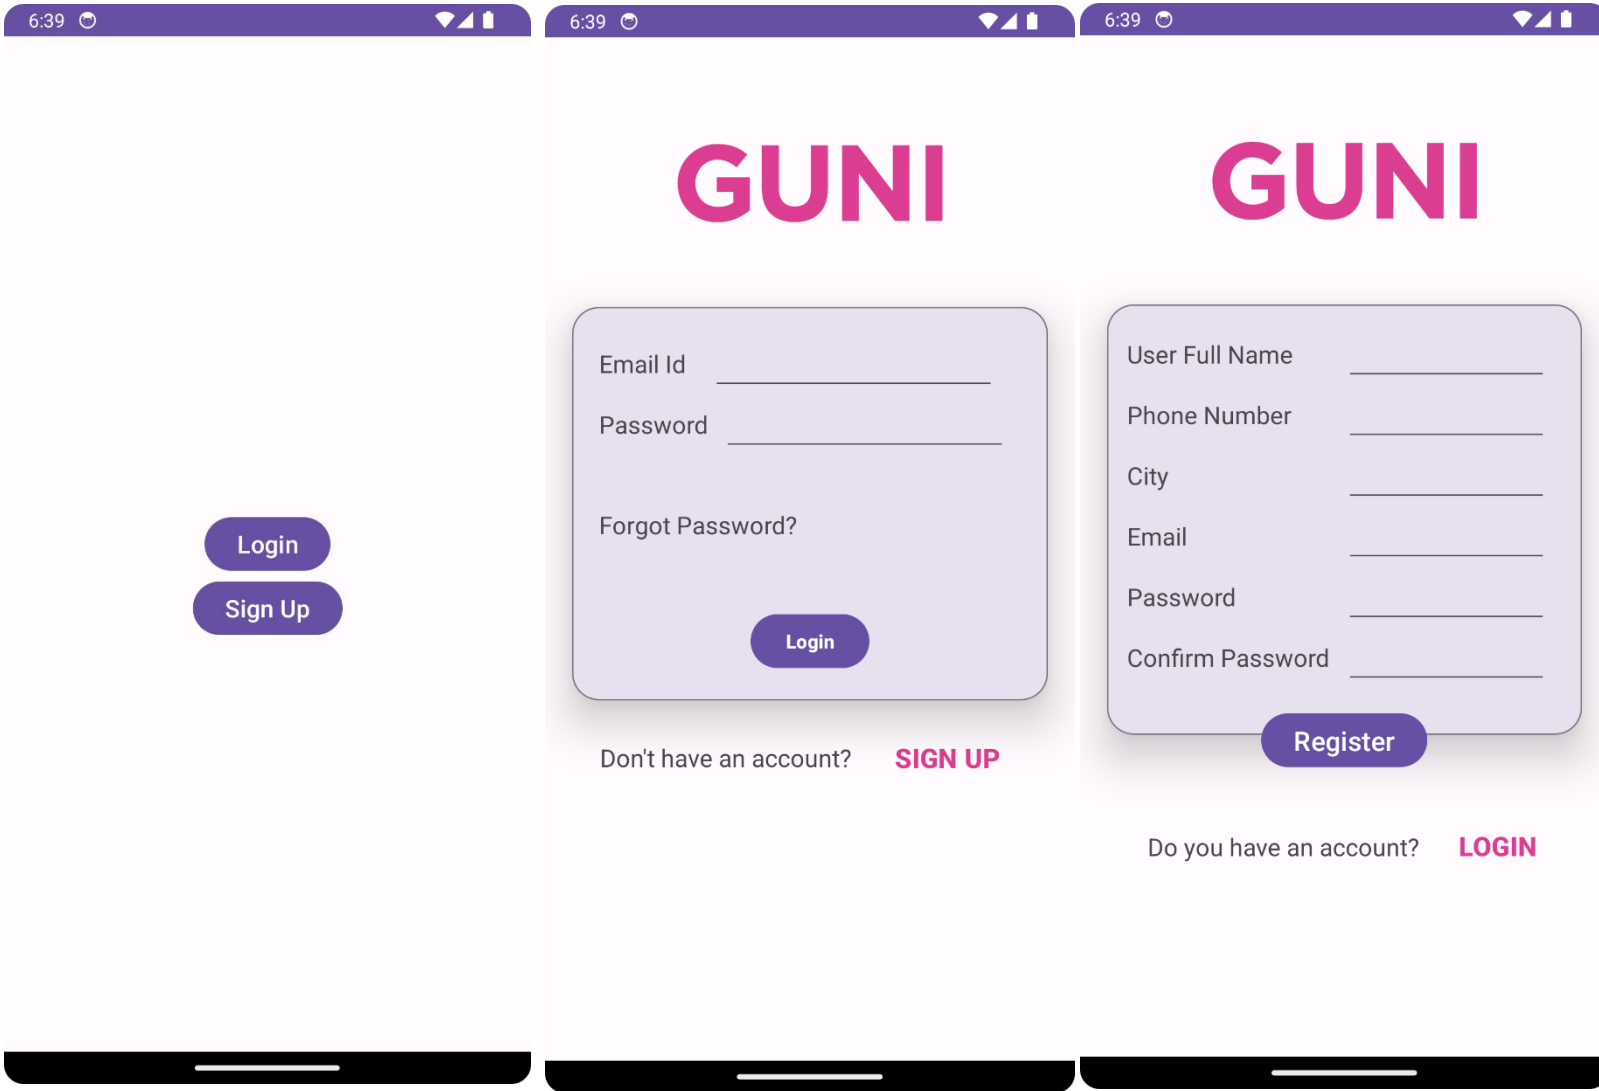 6:39
Login
Sign Up
6:39
GUNI
Email Id
Password
Forgot Password?
Login
Don't have an account? SIGN UP
6:39
GUNI
User Full Name
Phone Number
City
Email
Password
Confirm Password
Register
Do you have an account? LOGIN